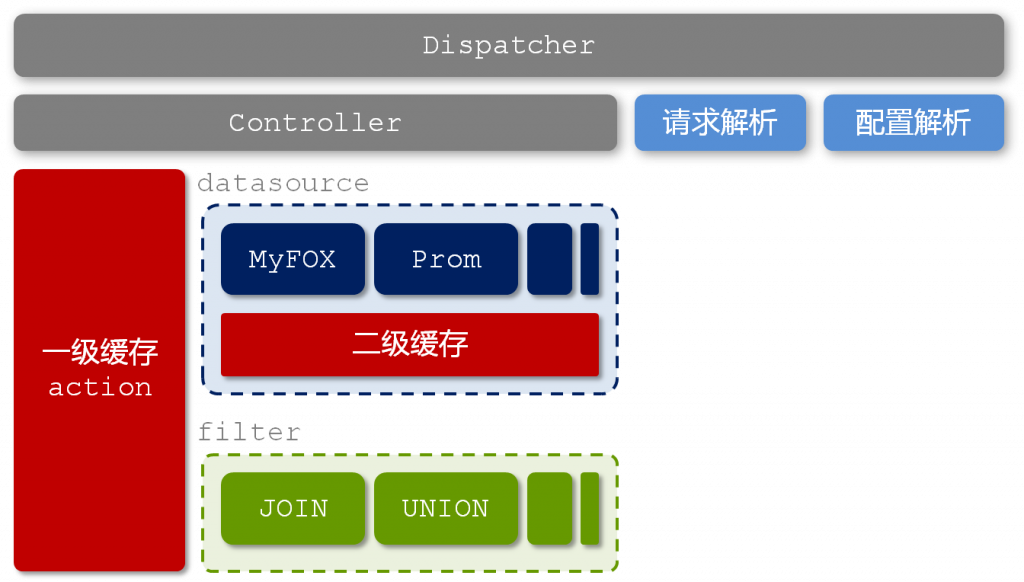 Dispatcher
Controller
请求解析
配置解析
datasource
MyFOX
Prom
二级缓存
一级缓存
action
filter
JOIN
UNION